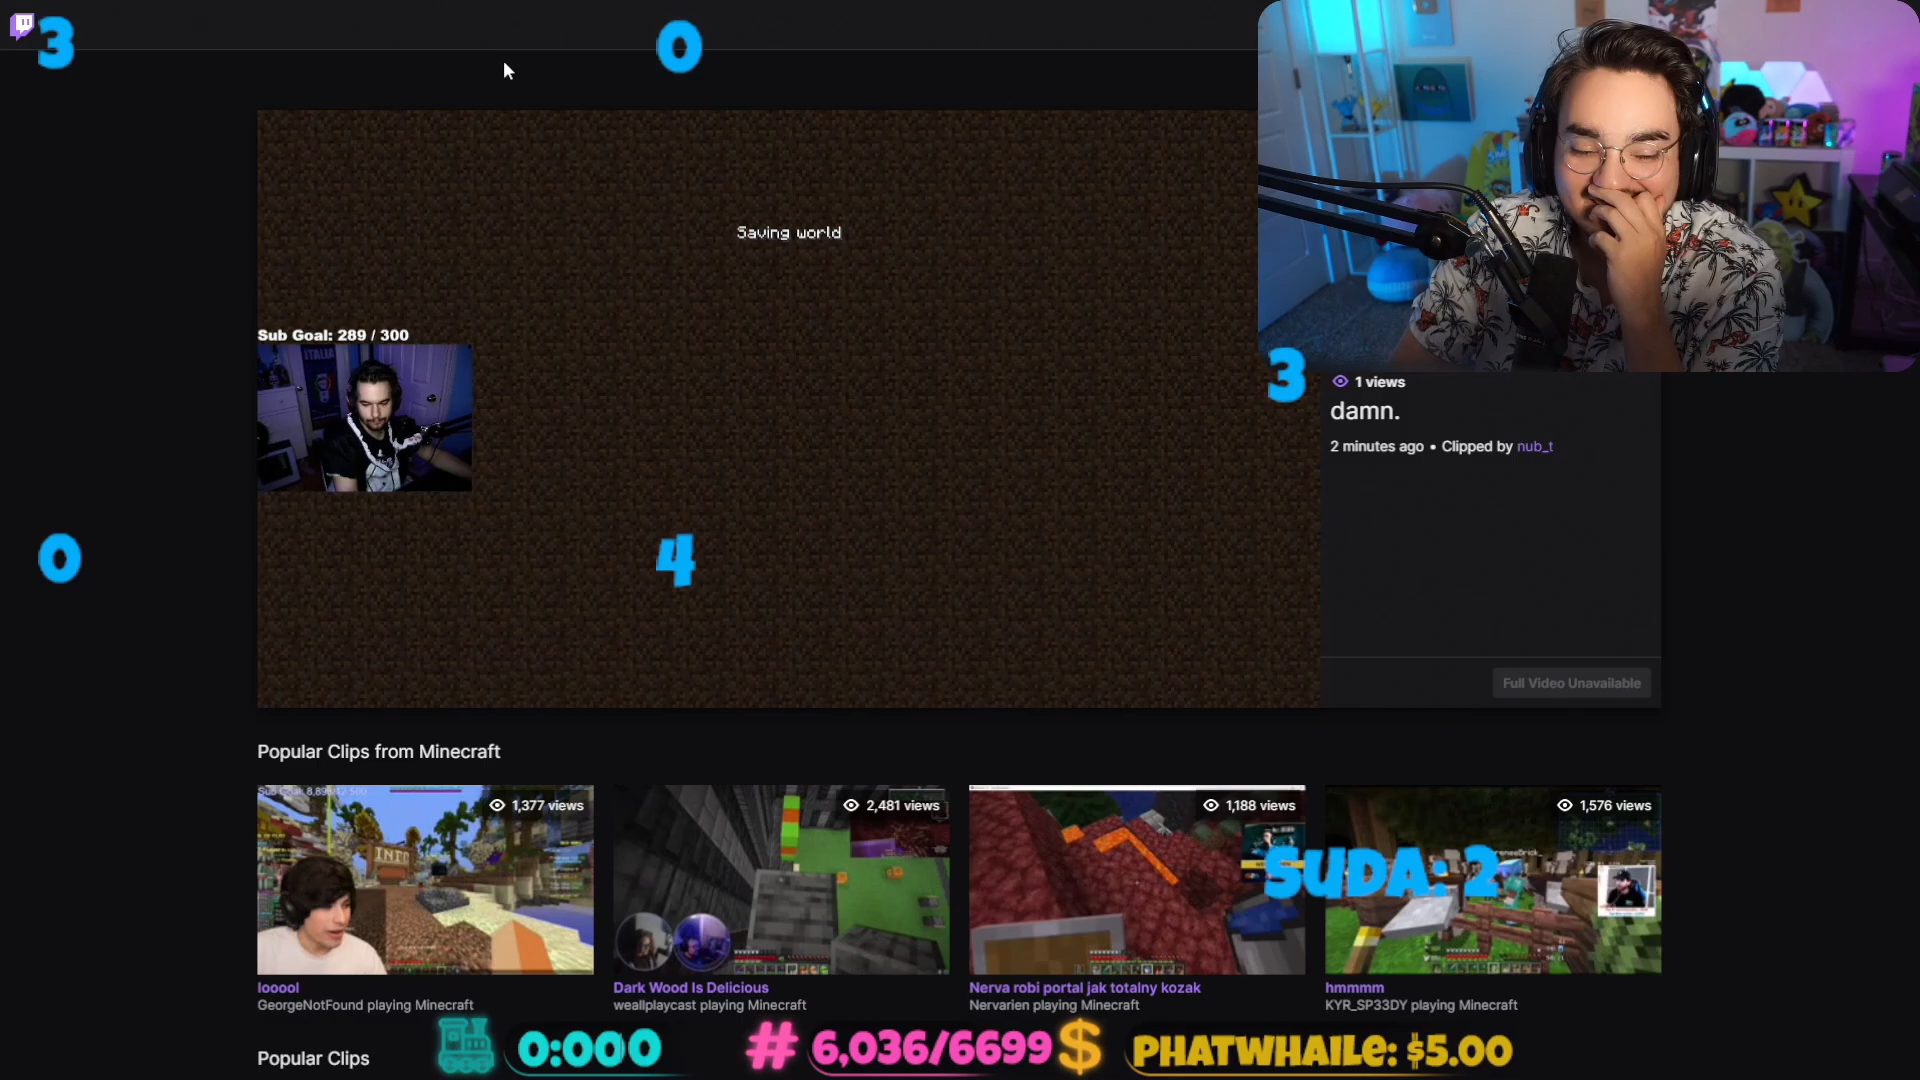 3
0
Saving world
Sub Goal: 289 / 300
ITALIA
3
1 views
damn.
2 minutes ago • Clipped by nub_t
0
4
Full Video Unavailable
Popular Clips from Minecraft
1,377 views
2,481 views
1,188 views
1,576 views
INFO
SUDA: 2
looool
Dark Wood Is Delicious
Nerva robi portal jak totalny kozak
hmmmm
GeorgeNotFound playing Minecraft
weallplaycast playing Minecraft
Nervarien playing Minecraft
KYR_SP33DY playing Minecraft
Popular Clips
0:000
# 6,036/6699
$ PHATWHAILE: $5.00